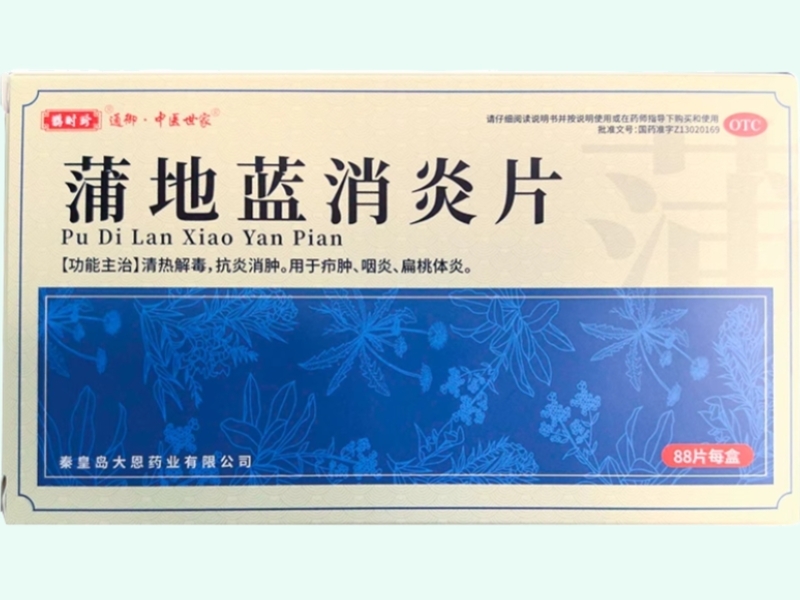 通御·中医世家
请仔细阅读说明书并按说明使用或在药师指导下购买和使用
批准文号:国药准字Z13020169
OTC
蒲地蓝消炎片
Pu Di Lan Xiao Yan Pian
【功能主治】清热解毒,抗炎消肿。用于疖肿、咽炎、扁桃体炎。
秦皇岛大恩药业有限公司
88片每盒
蒲